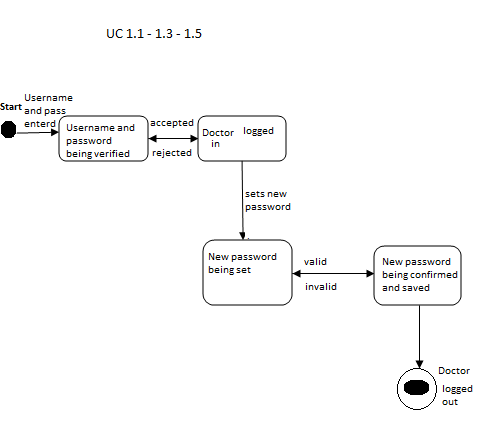 UC 1.1 - 1.3 - 1.5
Username
and pass
enterd
Start
Username and
password
being verified
accepted
rejected
Doctor logged
in
sets new
password
New password
being set
valid
invalid
New password
being confirmed
and saved
Doctor
logged
out